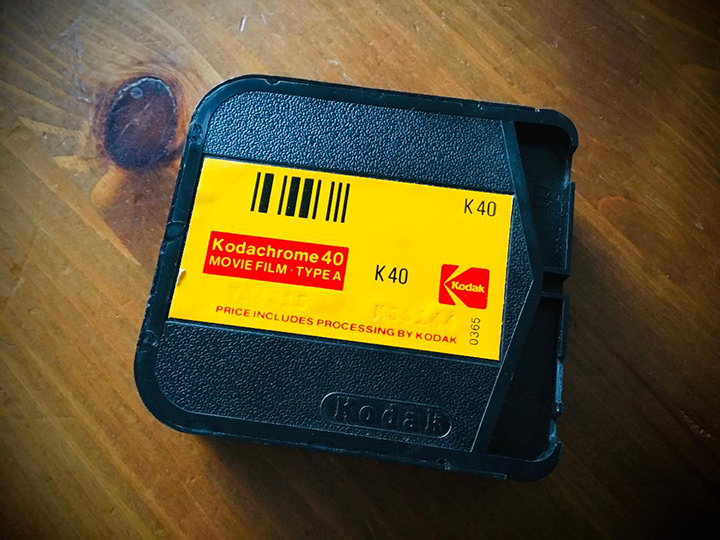 K 40
Kodachrome 40
MOVIE FILM · TYPE A
K 40
Kodak
PRICE INCLUDES PROCESSING BY KODAK
0365
Kodak